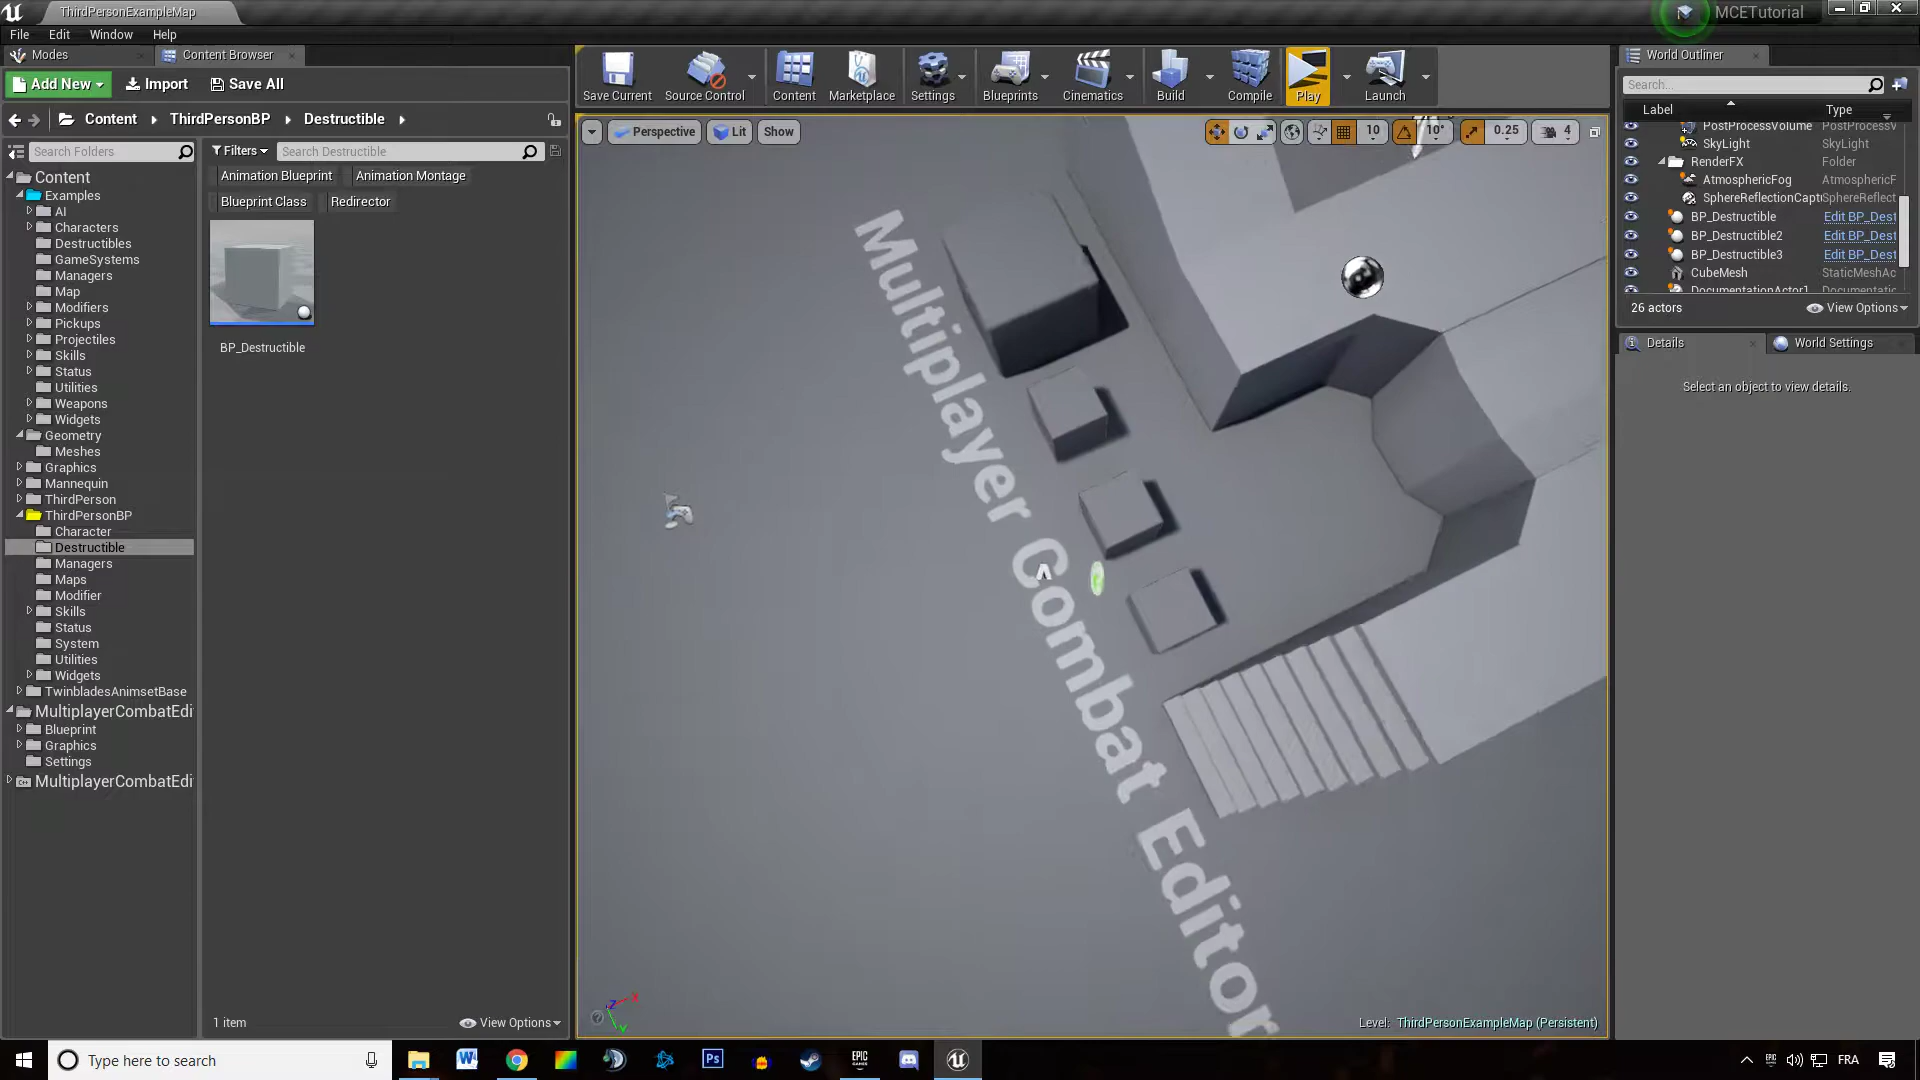 ThirdPersonExampleMap
MCETutorial
File Edit Window Help
Modes
Content Browser
Add New
Import
Save All
Content ThirdPersonBP Destructible
Search Folders
Content
Examples
AI
Characters
Destructibles
GameSystems
Managers
Map
Modifiers
Pickups
Projectiles
Skills
Status
Utilities
Weapons
Widgets
Geometry
Meshes
Graphics
Mannequin
ThirdPerson
ThirdPersonBP
Character
Destructible
Managers
Maps
Modifier
Skills
Status
System
Utilities
Widgets
TwinbladesAnimsetBase
MultiplayerCombatEdi
Blueprint
Graphics
Settings
MultiplayerCombatEdi
Filters
Search Destructible
Animation Blueprint Animation Montage
Blueprint Class Redirector
BP_Destructible
1 item
View Options
Save Current
Source Control
Content
Marketplace
Settings
Blueprints
Cinematics
Build
Compile
Play
Launch
Perspective
Lit
Show
10
10°
0.25
4
Multiplayer Combat Editor
Z X
Y
Level: ThirdPersonExampleMap (Persistent)
World Outliner
Search...
Label Type
PostProcessVolume PostProcessV
SkyLight SkyLight
RenderFX Folder
AtmosphericFog AtmosphericF
SphereReflectionCaptu SphereReflect
BP_Destructible Edit BP_Dest
BP_Destructible2 Edit BP_Dest
BP_Destructible3 Edit BP_Dest
CubeMesh StaticMeshAc
DocumentationActor1
26 actors
View Options
Details
World Settings
Select an object to view details.
Type here to search
W
Ps
EPIC
GAMES
FRA